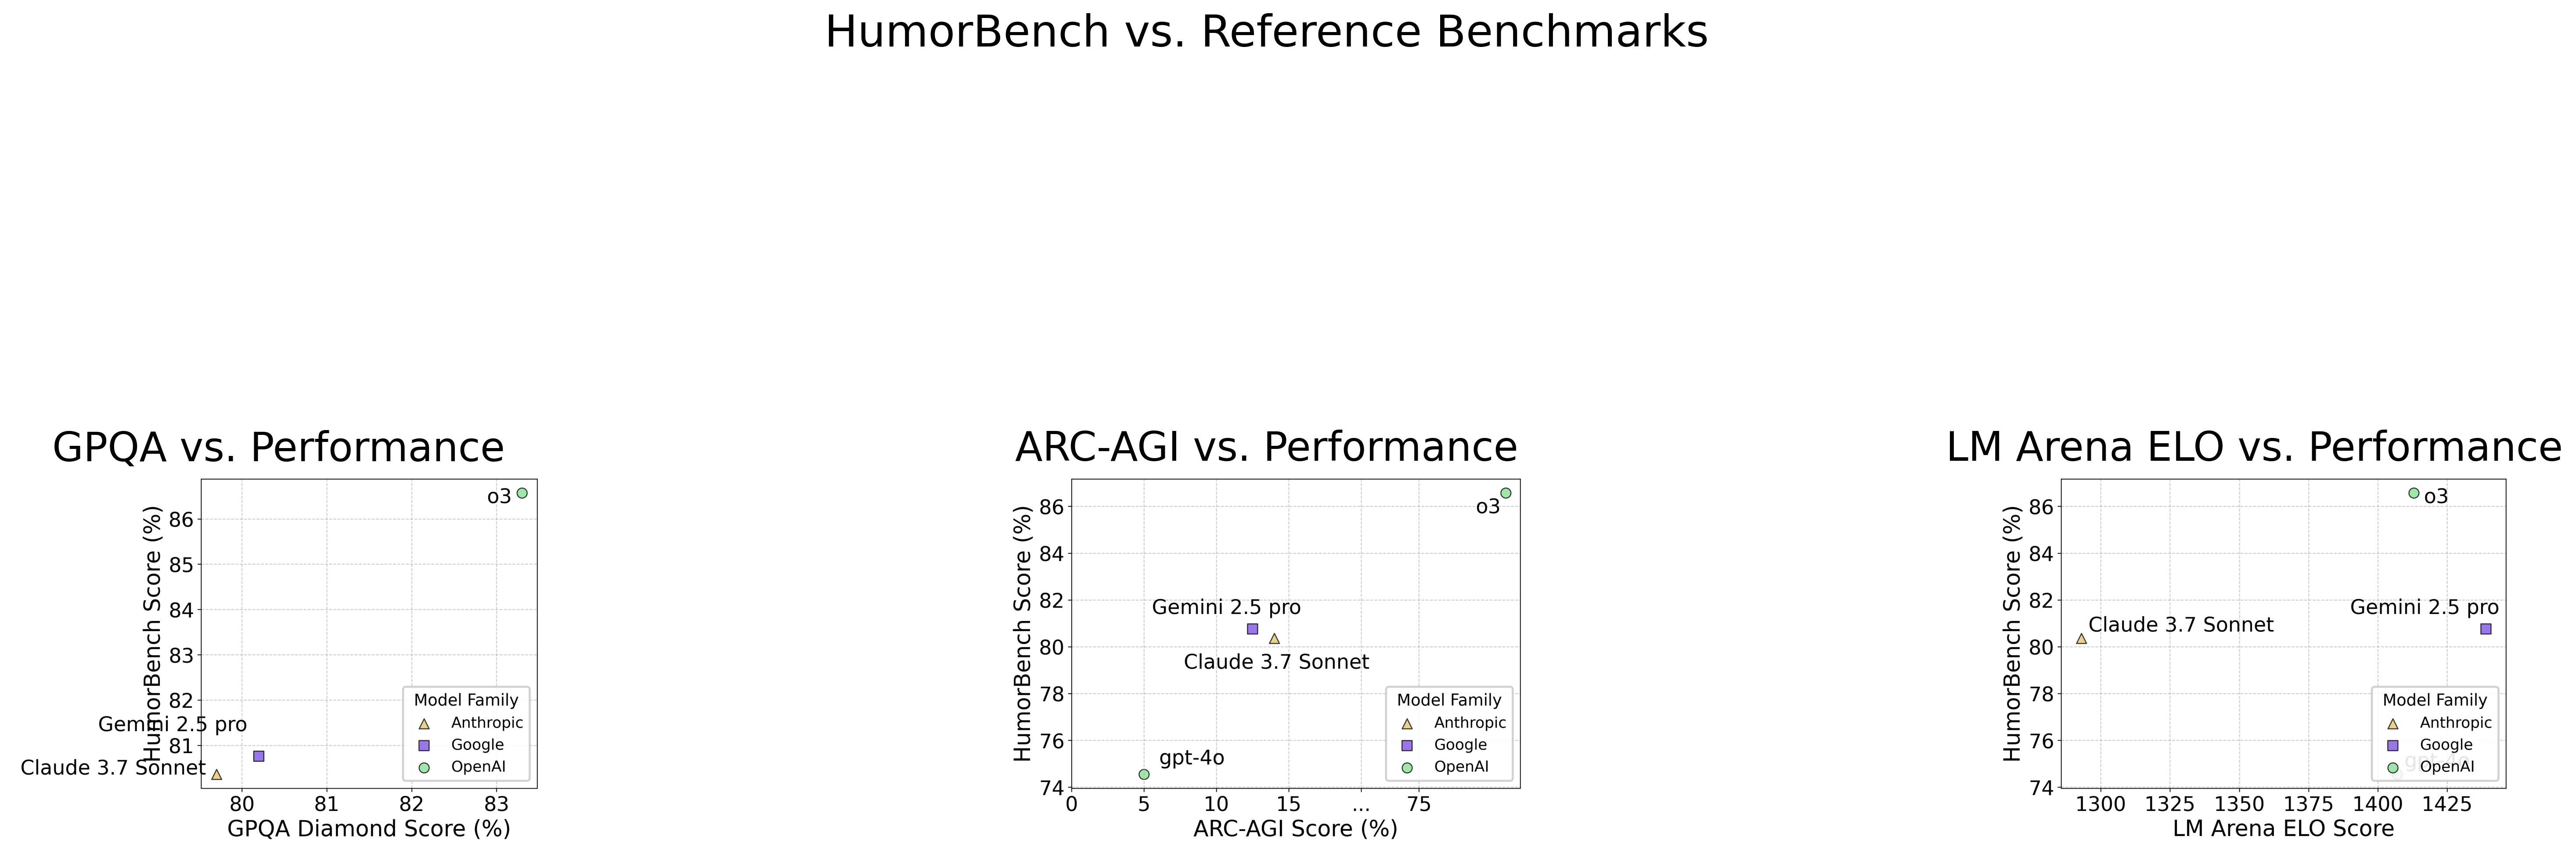 HumorBench vs. Reference Benchmarks
GPQA vs. Performance
HumorBench Score (%)
86
85
84
83
82
81
o3
Gemini 2.5 pro
Claude 3.7 Sonnet
Model Family
Anthropic
Google
OpenAI
80 81 82 83
GPQA Diamond Score (%)
ARC-AGI vs. Performance
HumorBench Score (%)
86
84
82
80
78
76
74
o3
Gemini 2.5 pro
Claude 3.7 Sonnet
gpt-4o
Model Family
Anthropic
Google
OpenAI
0 5 10 15 ... 75
ARC-AGI Score (%)
LM Arena ELO vs. Performance
HumorBench Score (%)
86
84
82
80
78
76
74
o3
Gemini 2.5 pro
Claude 3.7 Sonnet
gpt-4o
Model Family
Anthropic
Google
OpenAI
1300 1325 1350 1375 1400 1425
LM Arena ELO Score